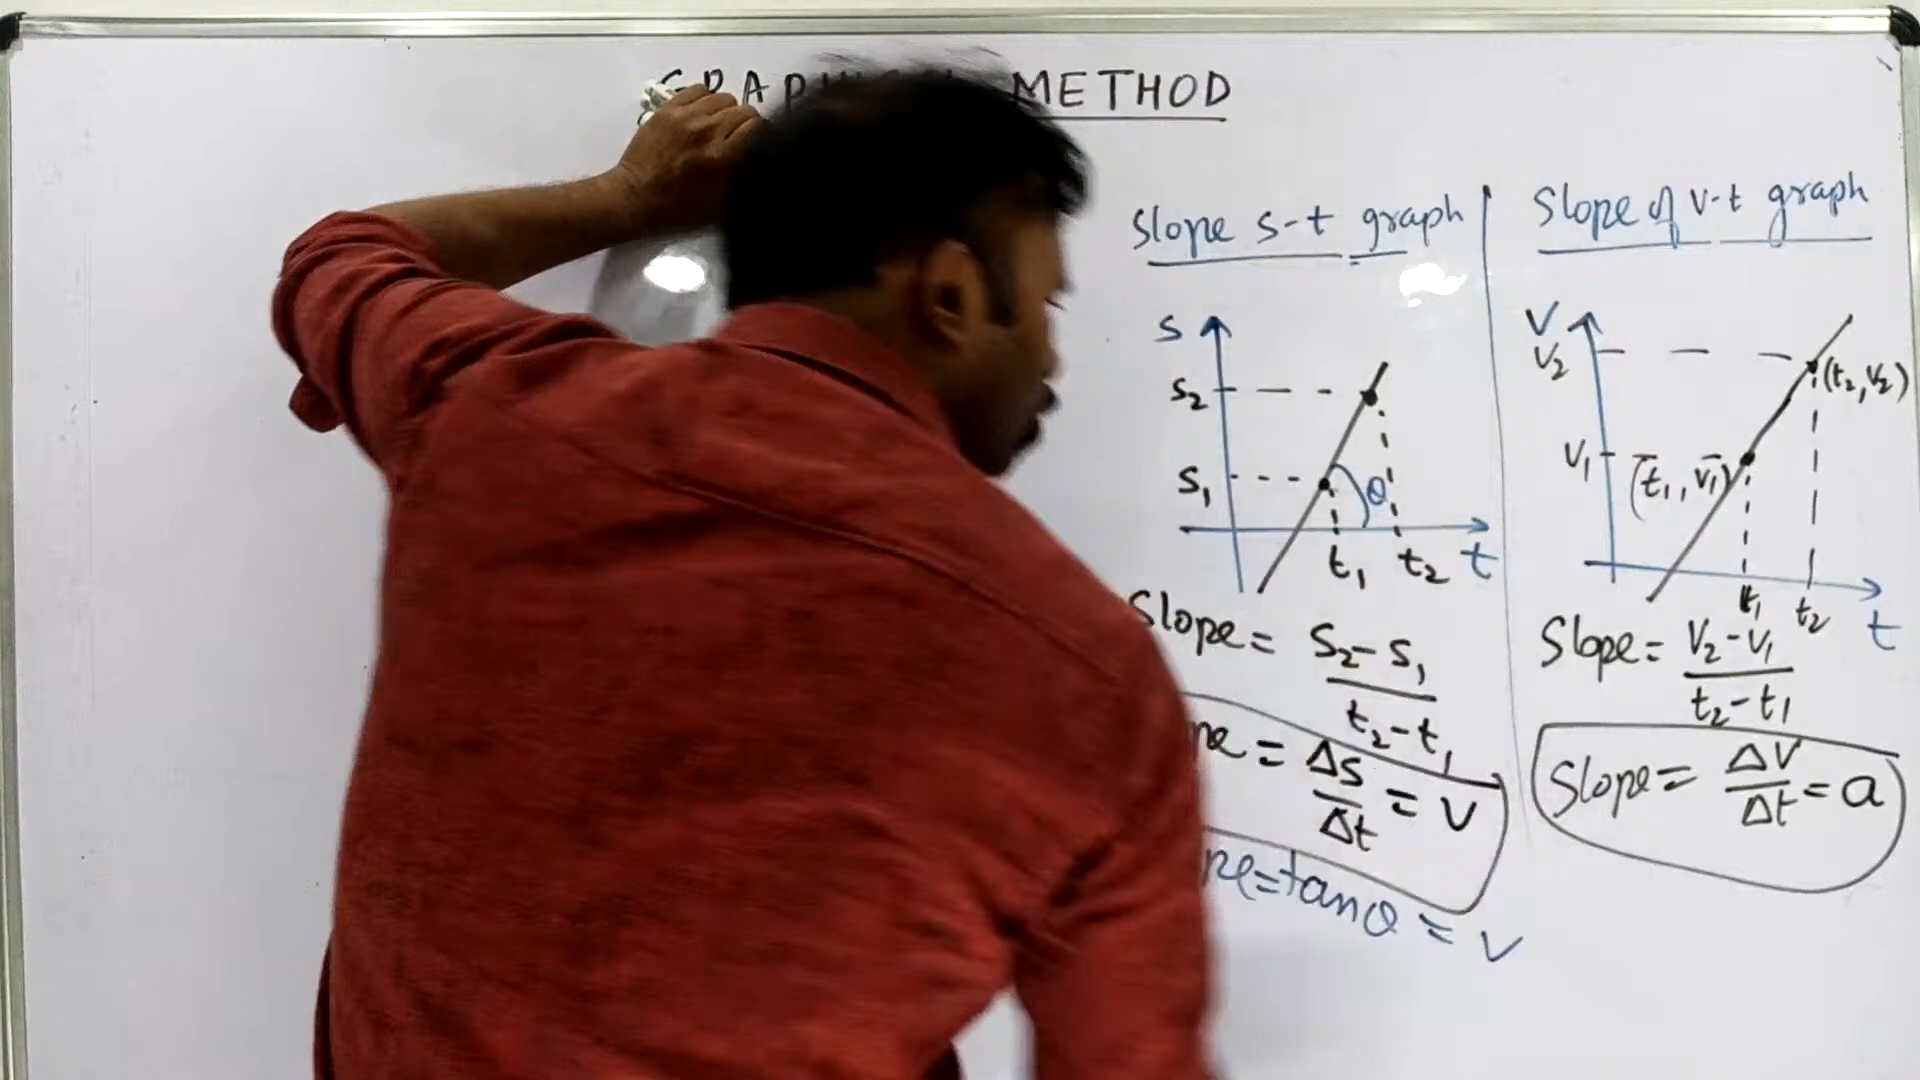 METHOD
Slope s-t graph
s
s₂
s₁
θ
t₁ t₂ t
Slope = s₂-s₁
t₂-t₁
= Δs
Δt
= v
=tanθ = v
Slope of v-t graph
v
v₂
(t₂,v₂)
v₁
(t₁,v₁)
t₁ t₂ t
Slope= v₂-v₁
t₂-t₁
Slope= Δv
Δt
= a